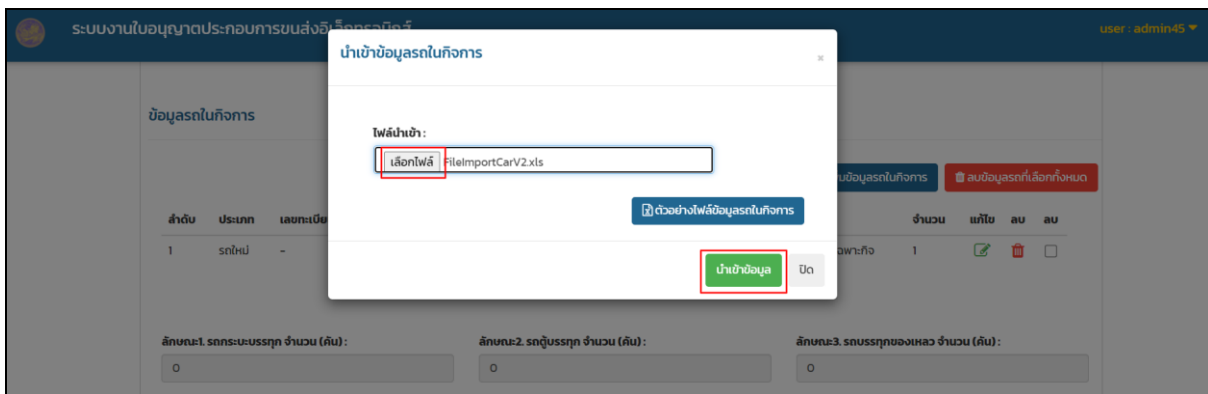 ระบบงานใบอนุญาตประกอบการขนส่งอิเล็กทรอนิกส์
user : admin45
นำเข้าข้อมูลรถในกิจการ
×
ข้อมูลรถในกิจการ
ไฟล์นำเข้า :
เลือกไฟล์ FileImportCarV2.xls
ข้อมูลรถในกิจการ
ลบข้อมูลรถที่เลือกทั้งหมด
ตัวอย่างไฟล์ข้อมูลรถในกิจการ
ลำดับ ประเภท เลขทะเบีย จำนวน แก้ไข ลบ ลบ
1 รถใหม่ - ฉพาะกิจ 1
นำเข้าข้อมูล ปิด
ลักษณะ1. รถกระบะบรรทุก จำนวน (คัน) : ลักษณะ2. รถตู้บรรทุก จำนวน (คัน) : ลักษณะ3. รถบรรทุกของเหลว จำนวน (คัน) :
0 0 0